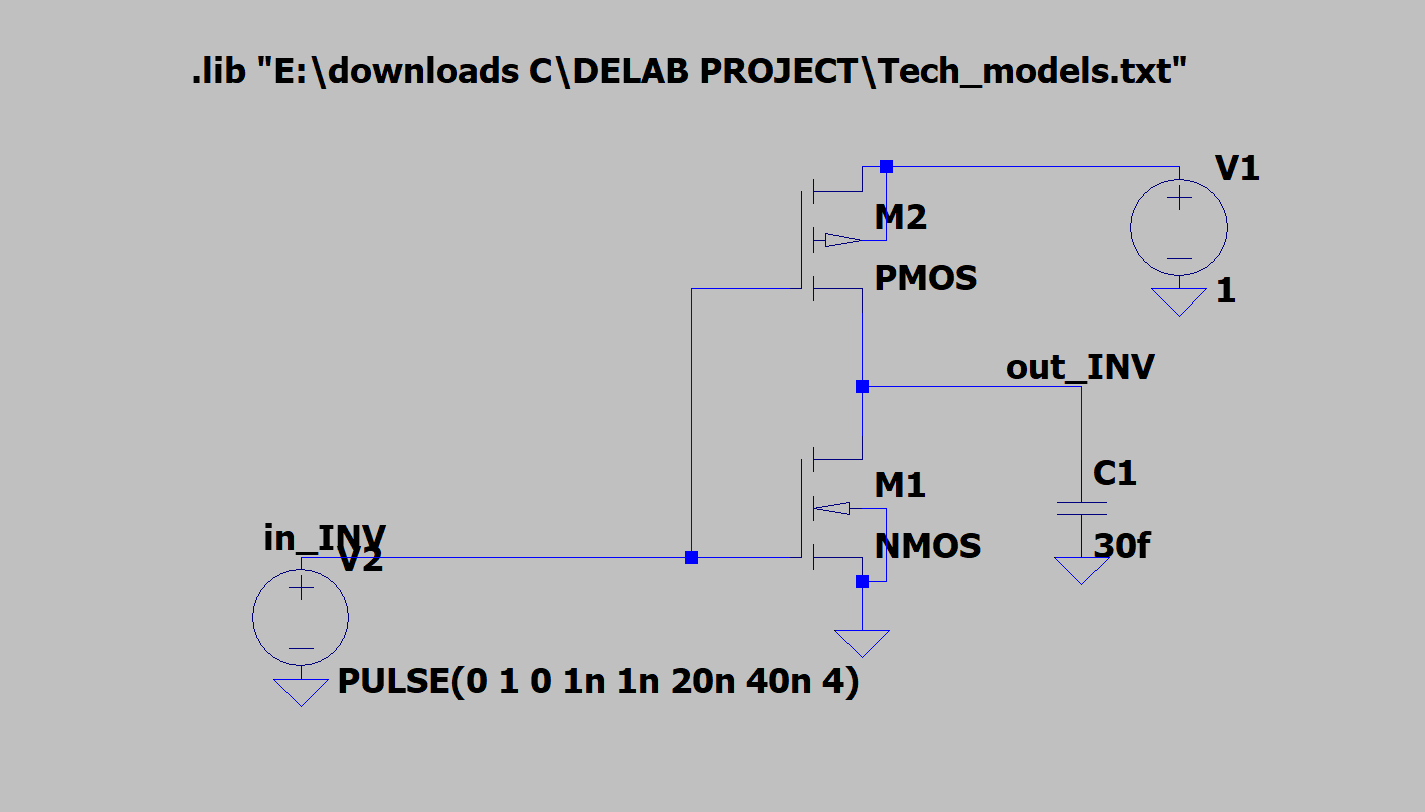 .lib "E:\downloads C\DELAB PROJECT\Tech_models.txt"
V1
M2
PMOS
1
out_INV
C1
M1
in_INV
V2
NMOS
30f
PULSE(0 1 0 1n 1n 20n 40n 4)